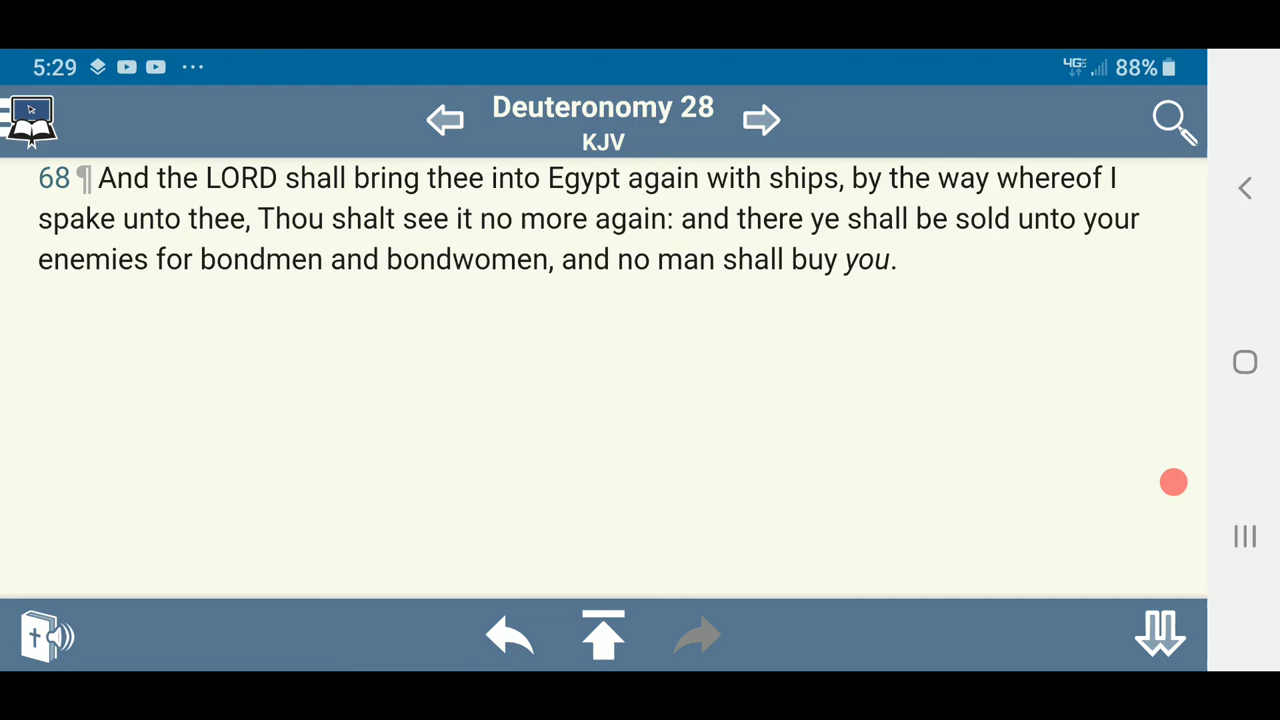 5:29 ... 4GE 88%
Deuteronomy 28
KJV
68 ¶ And the LORD shall bring thee into Egypt again with ships, by the way whereof I
spake unto thee, Thou shalt see it no more again: and there ye shall be sold unto your
enemies for bondmen and bondwomen, and no man shall buy you.